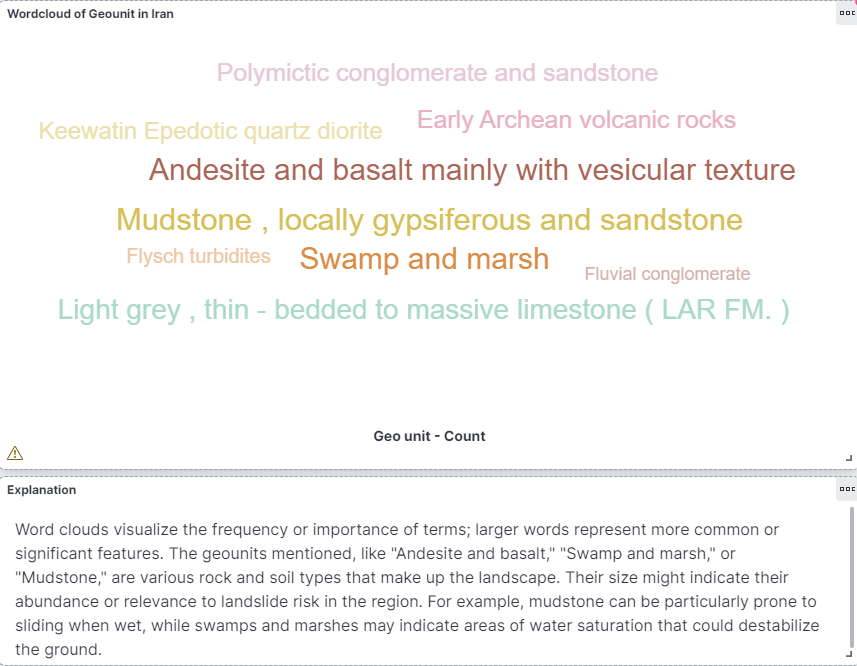 Wordcloud of Geounit in Iran
Polymictic conglomerate and sandstone
Early Archean volcanic rocks
Keewatin Epedotic quartz diorite
Andesite and basalt mainly with vesicular texture
Mudstone , locally gypsiferous and sandstone
Flysch turbidites
Swamp and marsh
Fluvial conglomerate
Light grey , thin - bedded to massive limestone ( LAR FM. )
Geo unit - Count
Explanation
Word clouds visualize the frequency or importance of terms; larger words represent more common or
significant features. The geounits mentioned, like "Andesite and basalt," "Swamp and marsh," or
"Mudstone," are various rock and soil types that make up the landscape. Their size might indicate their
abundance or relevance to landslide risk in the region. For example, mudstone can be particularly prone to
sliding when wet, while swamps and marshes may indicate areas of water saturation that could destabilize
the ground.